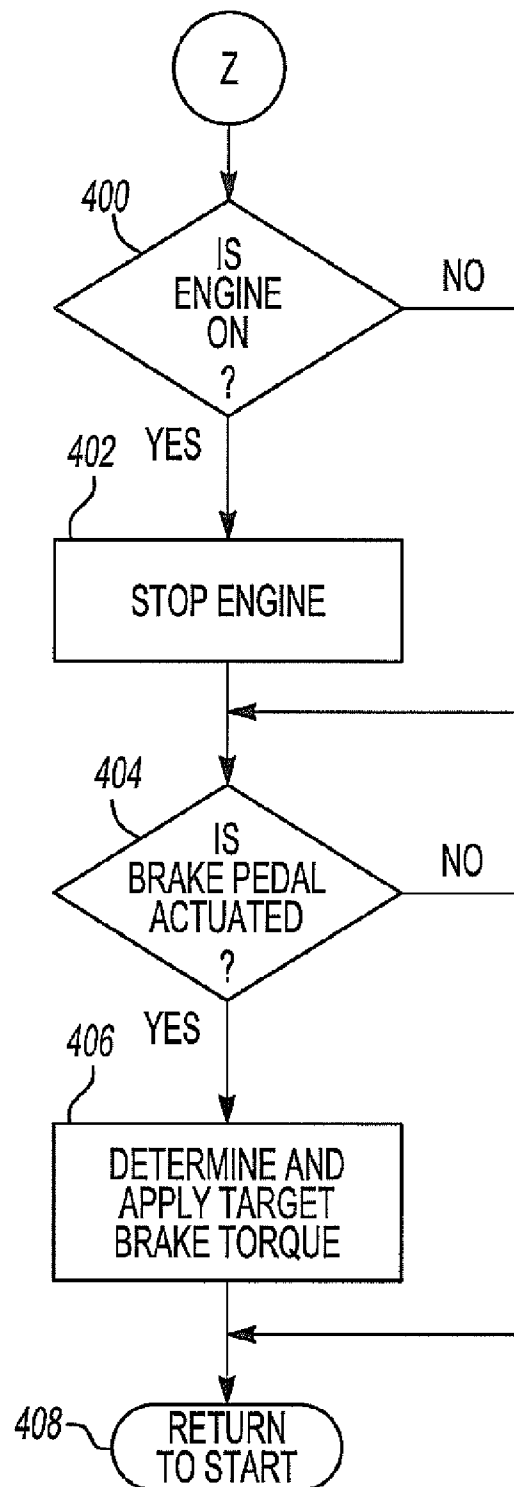 Z
400
IS
ENGINE
ON
?
NO
YES
402
STOP ENGINE
404
IS
BRAKE PEDAL
ACTUATED
?
NO
YES
406
DETERMINE AND
APPLY TARGET
BRAKE TORQUE
408
RETURN
TO START